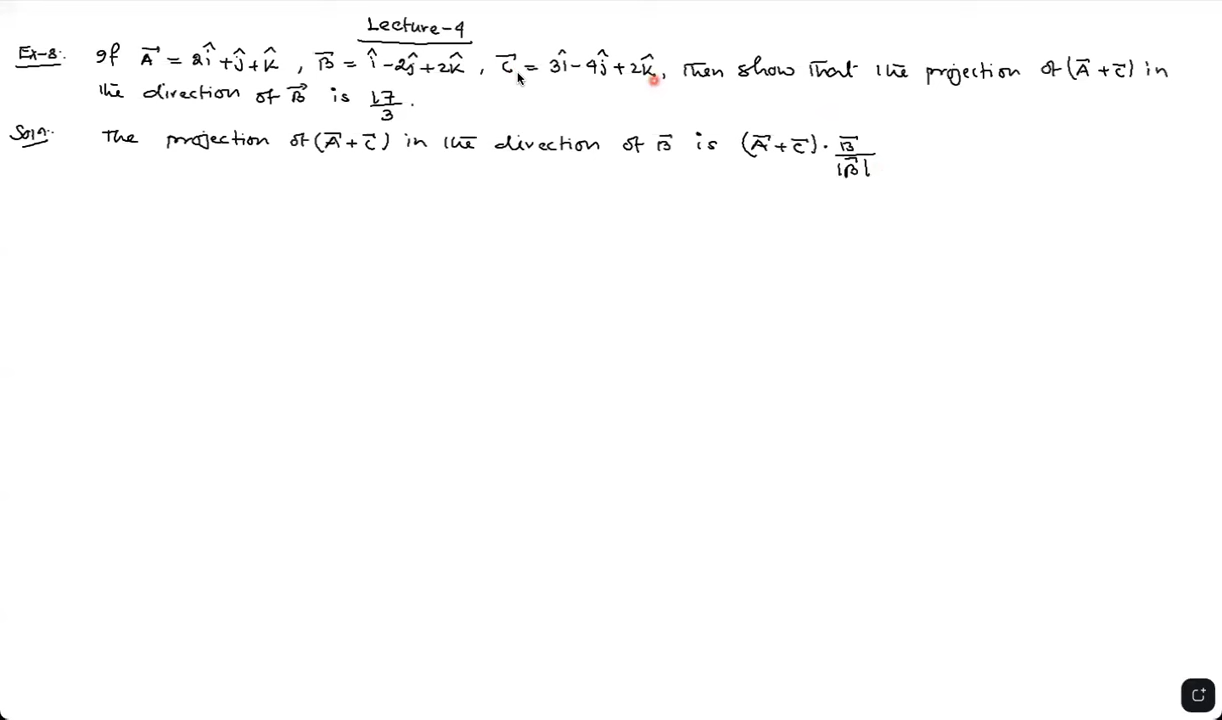 Lecture-4
Ex-8:. If A⃗ = 2î + ĵ + k̂ , B⃗ = î - 2ĵ + 2k̂ , C⃗ = 3î - 4ĵ + 2k̂ , Then show that the projection of (A⃗ + C⃗) in
the direction of B⃗ is 17/3 .
Soln:. The projection of (A⃗ + C⃗) in the direction of B⃗ is (A⃗ + C⃗) · B⃗/|B⃗|